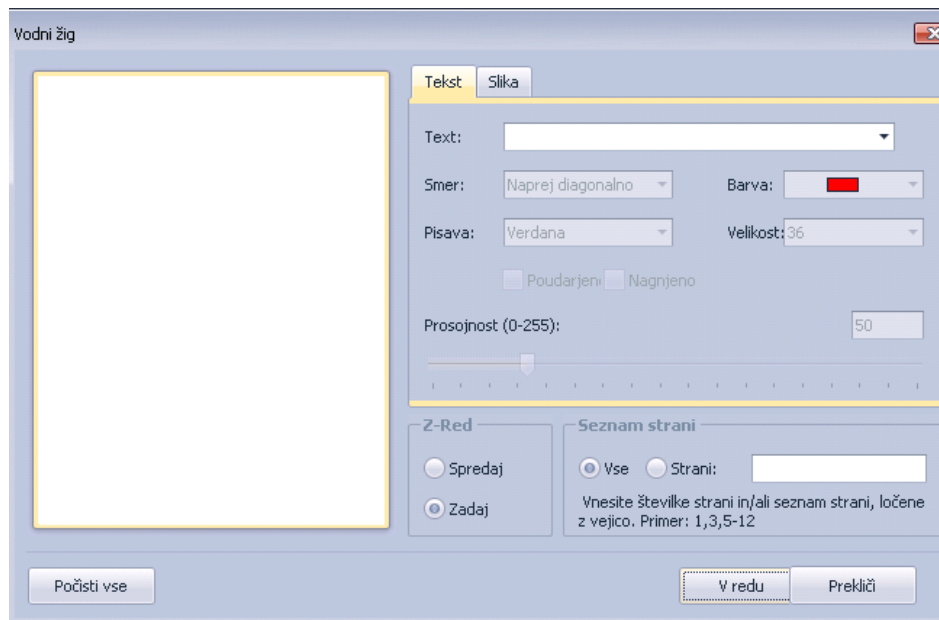 Vodni žig
Tekst Slika
Text:
Smer: Naprej diagonalno Barva:
Pisava: Verdana Velikost: 36
Poudarjen Nagnjeno
Prosojnost (0-255): 50
Z-Red
Spredaj
Zadaj
Seznam strani
Vse Strani:
Vnesite številke strani in/ali seznam strani, ločene
z vejico. Primer: 1,3,5-12
Počisti vse V redu Prekliči